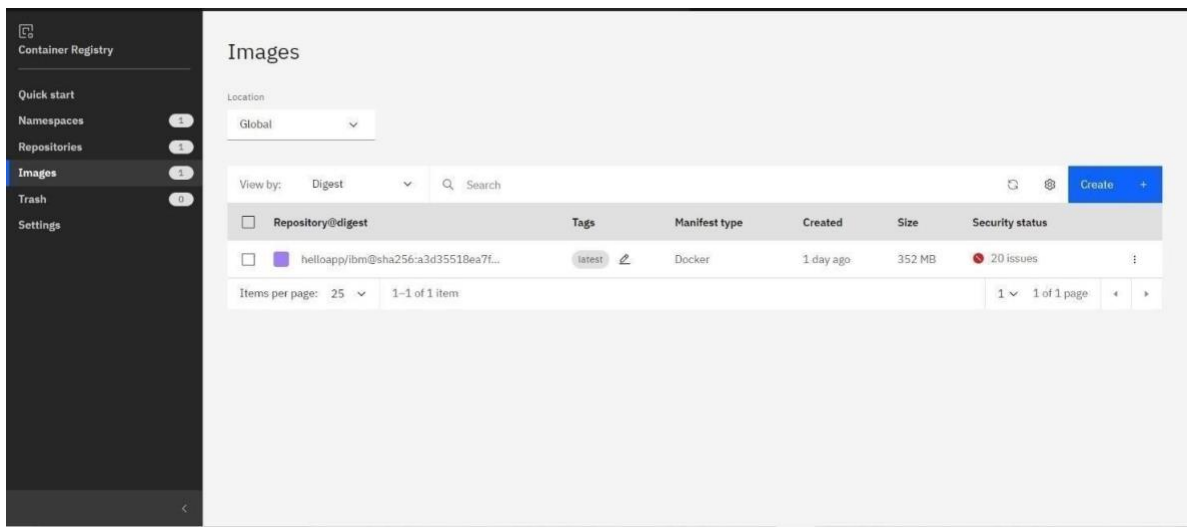 Container Registry
Quick start
Namespaces 1
Repositories 1
Images 1
Trash 0
Settings
Images
Location
Global
View by: Digest Search Create +
Repository@digest Tags Manifest type Created Size Security status
helloapp/ibm@sha256:a3d35518ea7f... latest Docker 1 day ago 352 MB 20 issues
Items per page: 25 1–1 of 1 item 1 1 of 1 page